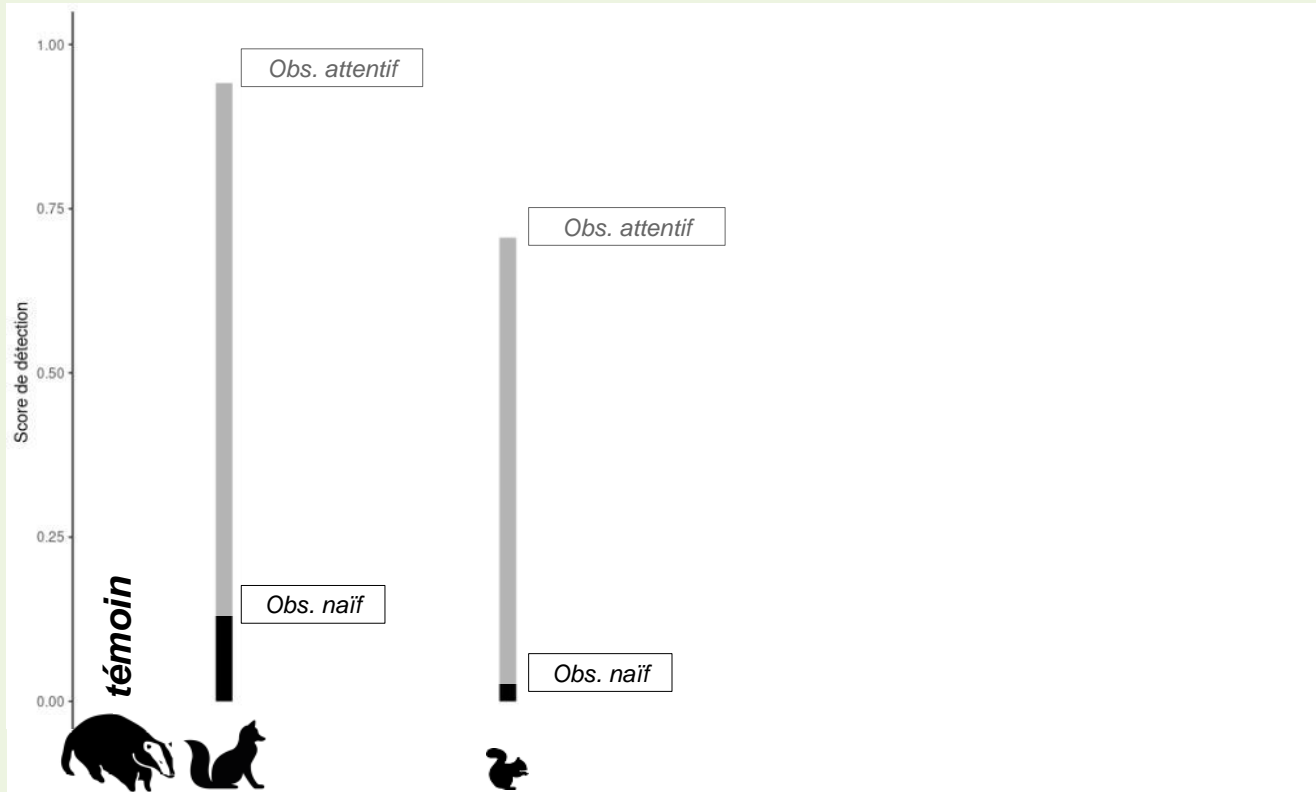 1.00
Obs. attentif
0.75
Obs. attentif
Score de détection
0.50
0.25
témoin
Obs. naïf
Obs. naïf
0.00